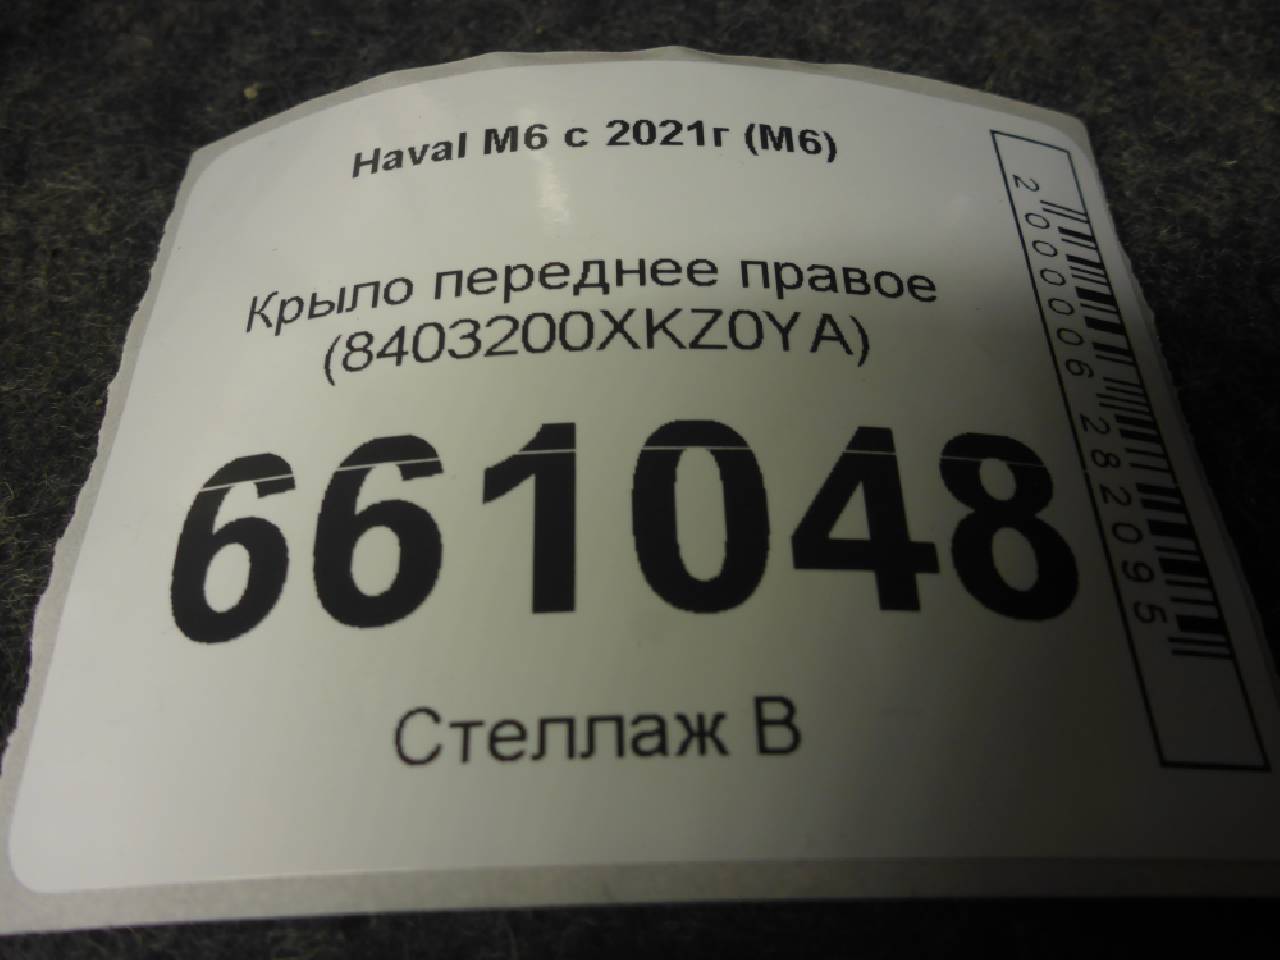 Haval M6 с 2021г (M6)
Крыло переднее правое
(8403200XKZ0YA)
661048
Стеллаж В
2000006282095